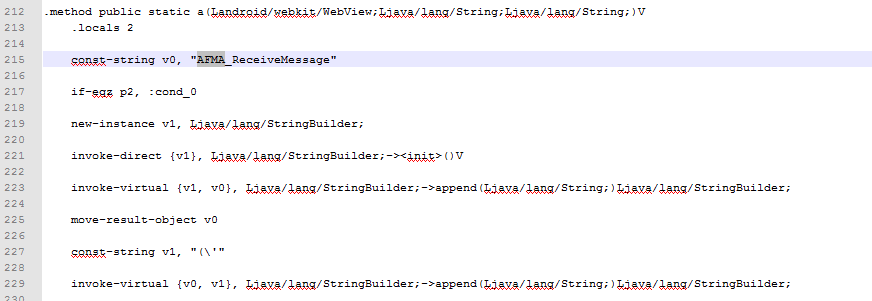 212 .method public static a(Landroid/webkit/WebView;Ljava/lang/String;Ljava/lang/String;)V
213 .locals 2
214
215 const-string v0, "AFMA_ReceiveMessage"
216
217 if-eqz p2, :cond_0
218
219 new-instance v1, Ljava/lang/StringBuilder;
220
221 invoke-direct {v1}, Ljava/lang/StringBuilder;-><init>()V
222
223 invoke-virtual {v1, v0}, Ljava/lang/StringBuilder;->append(Ljava/lang/String;)Ljava/lang/StringBuilder;
224
225 move-result-object v0
226
227 const-string v1, "(\'"
228
229 invoke-virtual {v0, v1}, Ljava/lang/StringBuilder;->append(Ljava/lang/String;)Ljava/lang/StringBuilder;
230